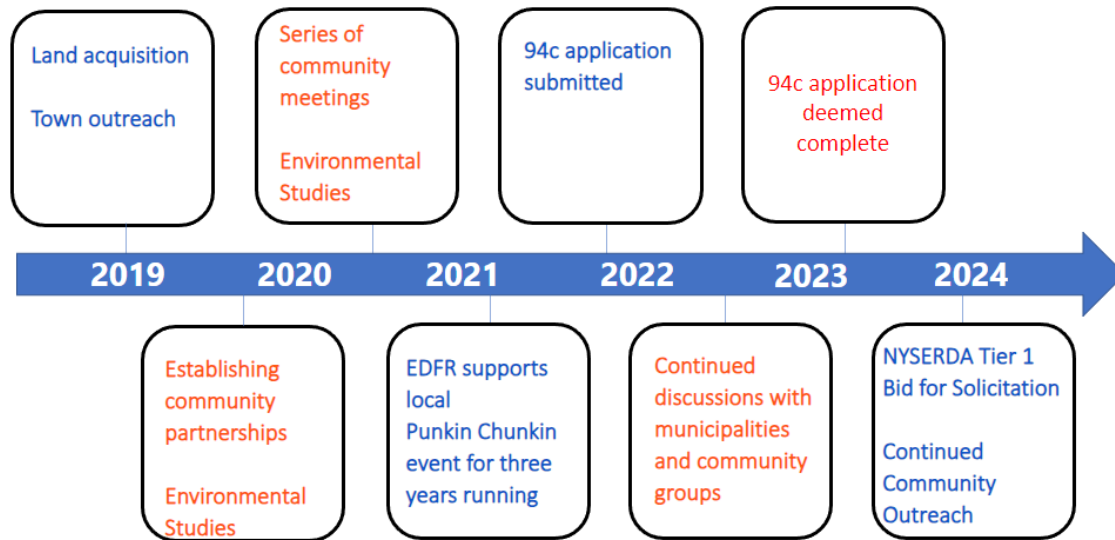 Land acquisition
Town outreach
Series of
community
meetings
Environmental
Studies
94c application
submitted
94c application
deemed
complete
2019
2020
2021
2022
2023
2024
Establishing
community
partnerships
Environmental
Studies
EDFR supports
local
Punkin Chunkin
event for three
years running
Continued
discussions with
municipalities
and community
groups
NYSERDA Tier 1
Bid for Solicitation
Continued
Community
Outreach